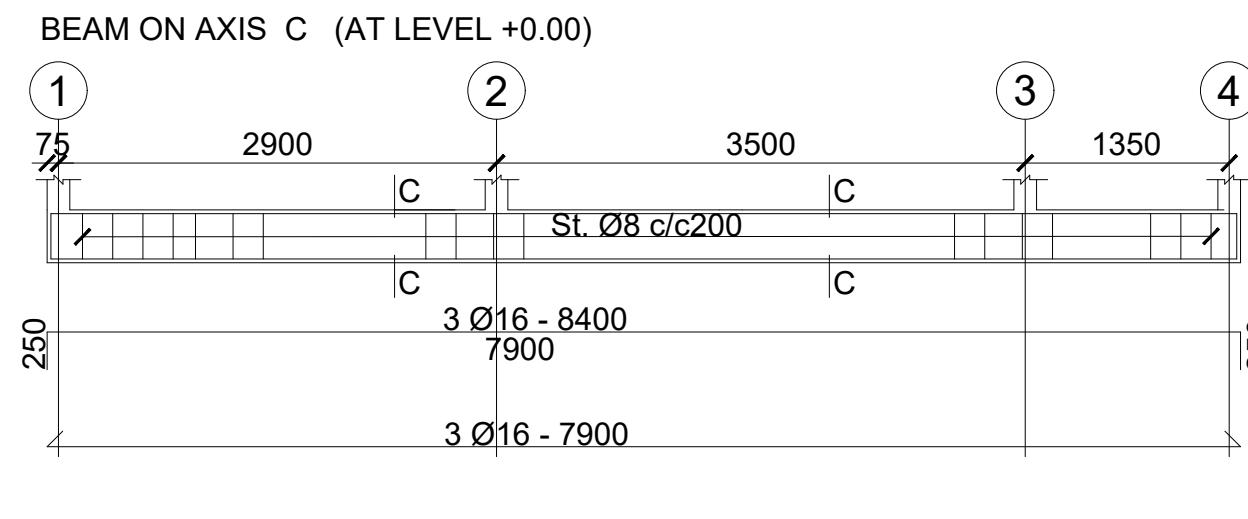 BEAM ON AXIS C (AT LEVEL +0.00)
1 2 3 4
75 2900 3500 1350
C C
St. Ø8 c/c200
C C
3 Ø16 - 8400
250 7900
3 Ø16 - 7900